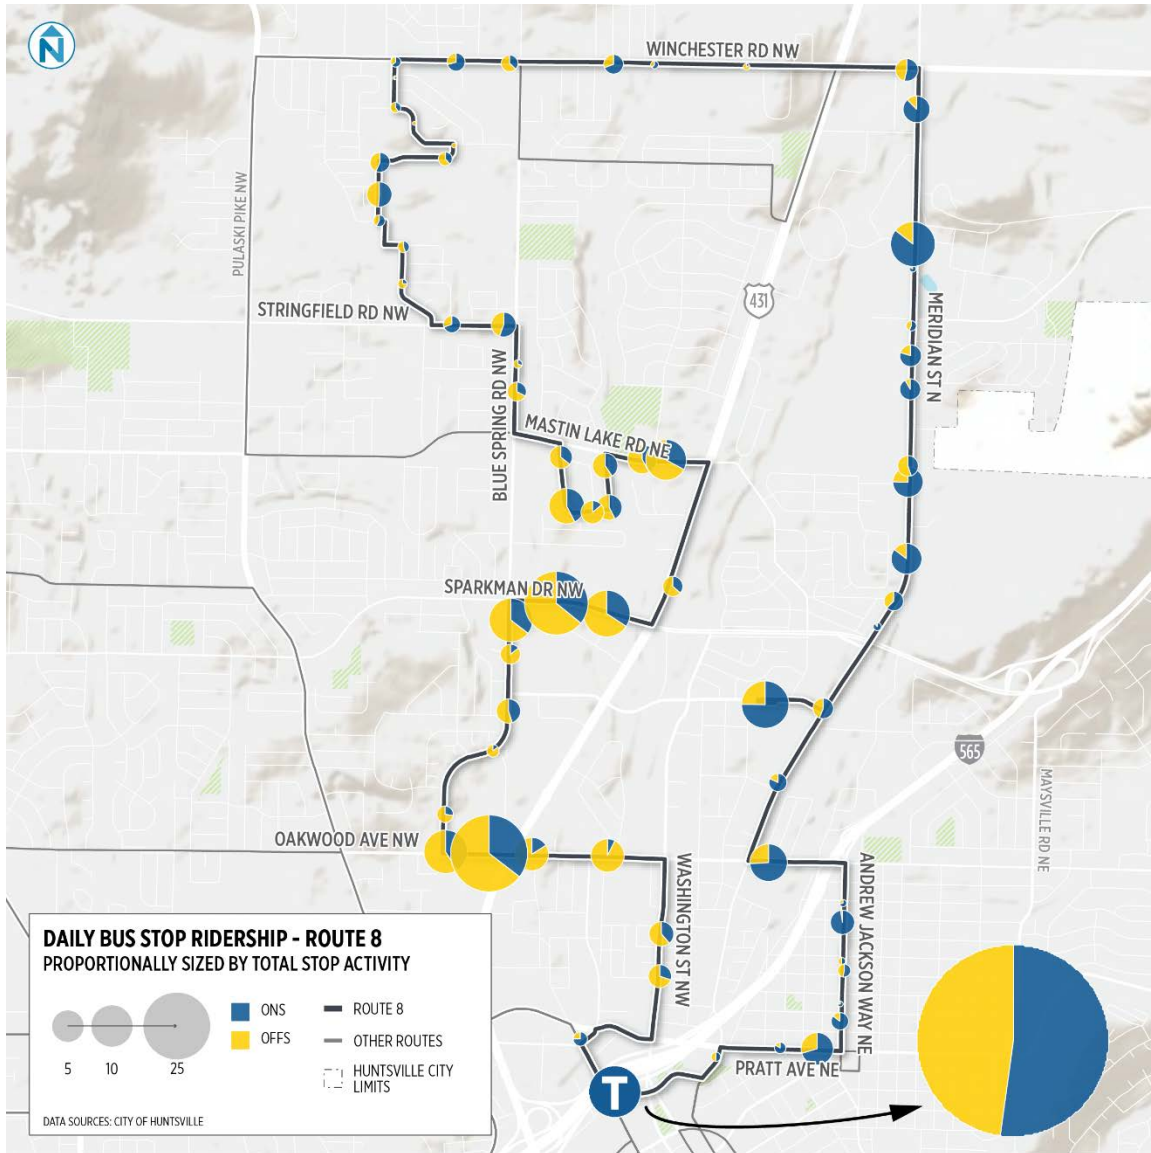 N
WINCHESTER RD NW
PULASKI PIKE NW
431
STRINGFIELD RD NW
MERIDIAN ST N
BLUE SPRING RD NW
MASTIN LAKE RD NE
SPARKMAN DR NW
565
MAYSVILLE RD NE
OAKWOOD AVE NW
WASHINGTON ST NW
ANDREW JACKSON WAY NE
PRATT AVE NE
T
DAILY BUS STOP RIDERSHIP - ROUTE 8
PROPORTIONALLY SIZED BY TOTAL STOP ACTIVITY
5 10 25
ONS
OFFS
ROUTE 8
OTHER ROUTES
HUNTSVILLE CITY
LIMITS
DATA SOURCES: CITY OF HUNTSVILLE